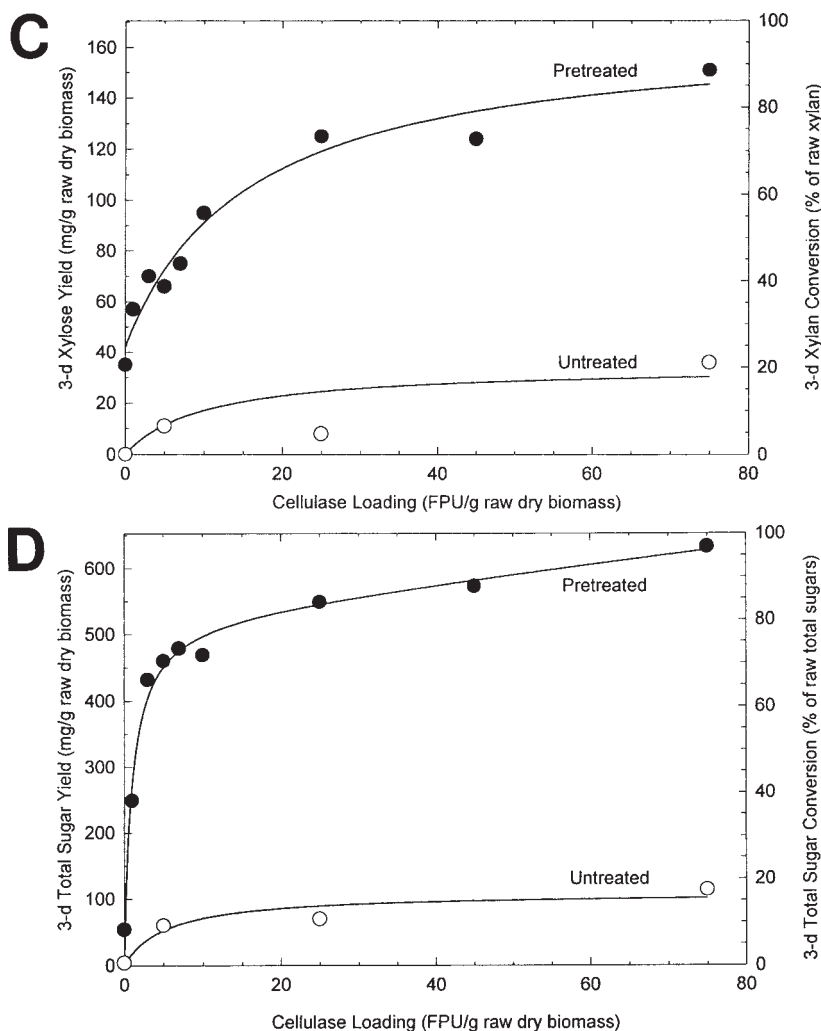 C
160
140
120
100
80
60
40
20
0
3-d Xylose Yield (mg/g raw dry biomass)
Pretreated
Untreated
100
80
60
40
20
0
3-d Xylan Conversion (% of raw xylan)
0 20 40 60 80
Cellulase Loading (FPU/g raw dry biomass)
D
600
500
400
300
200
100
0
3-d Total Sugar Yield (mg/g raw dry biomass)
Pretreated
Untreated
100
80
60
40
20
0
3-d Total Sugar Conversion (% of raw total sugars)
0 20 40 60 80
Cellulase Loading (FPU/g raw dry biomass)